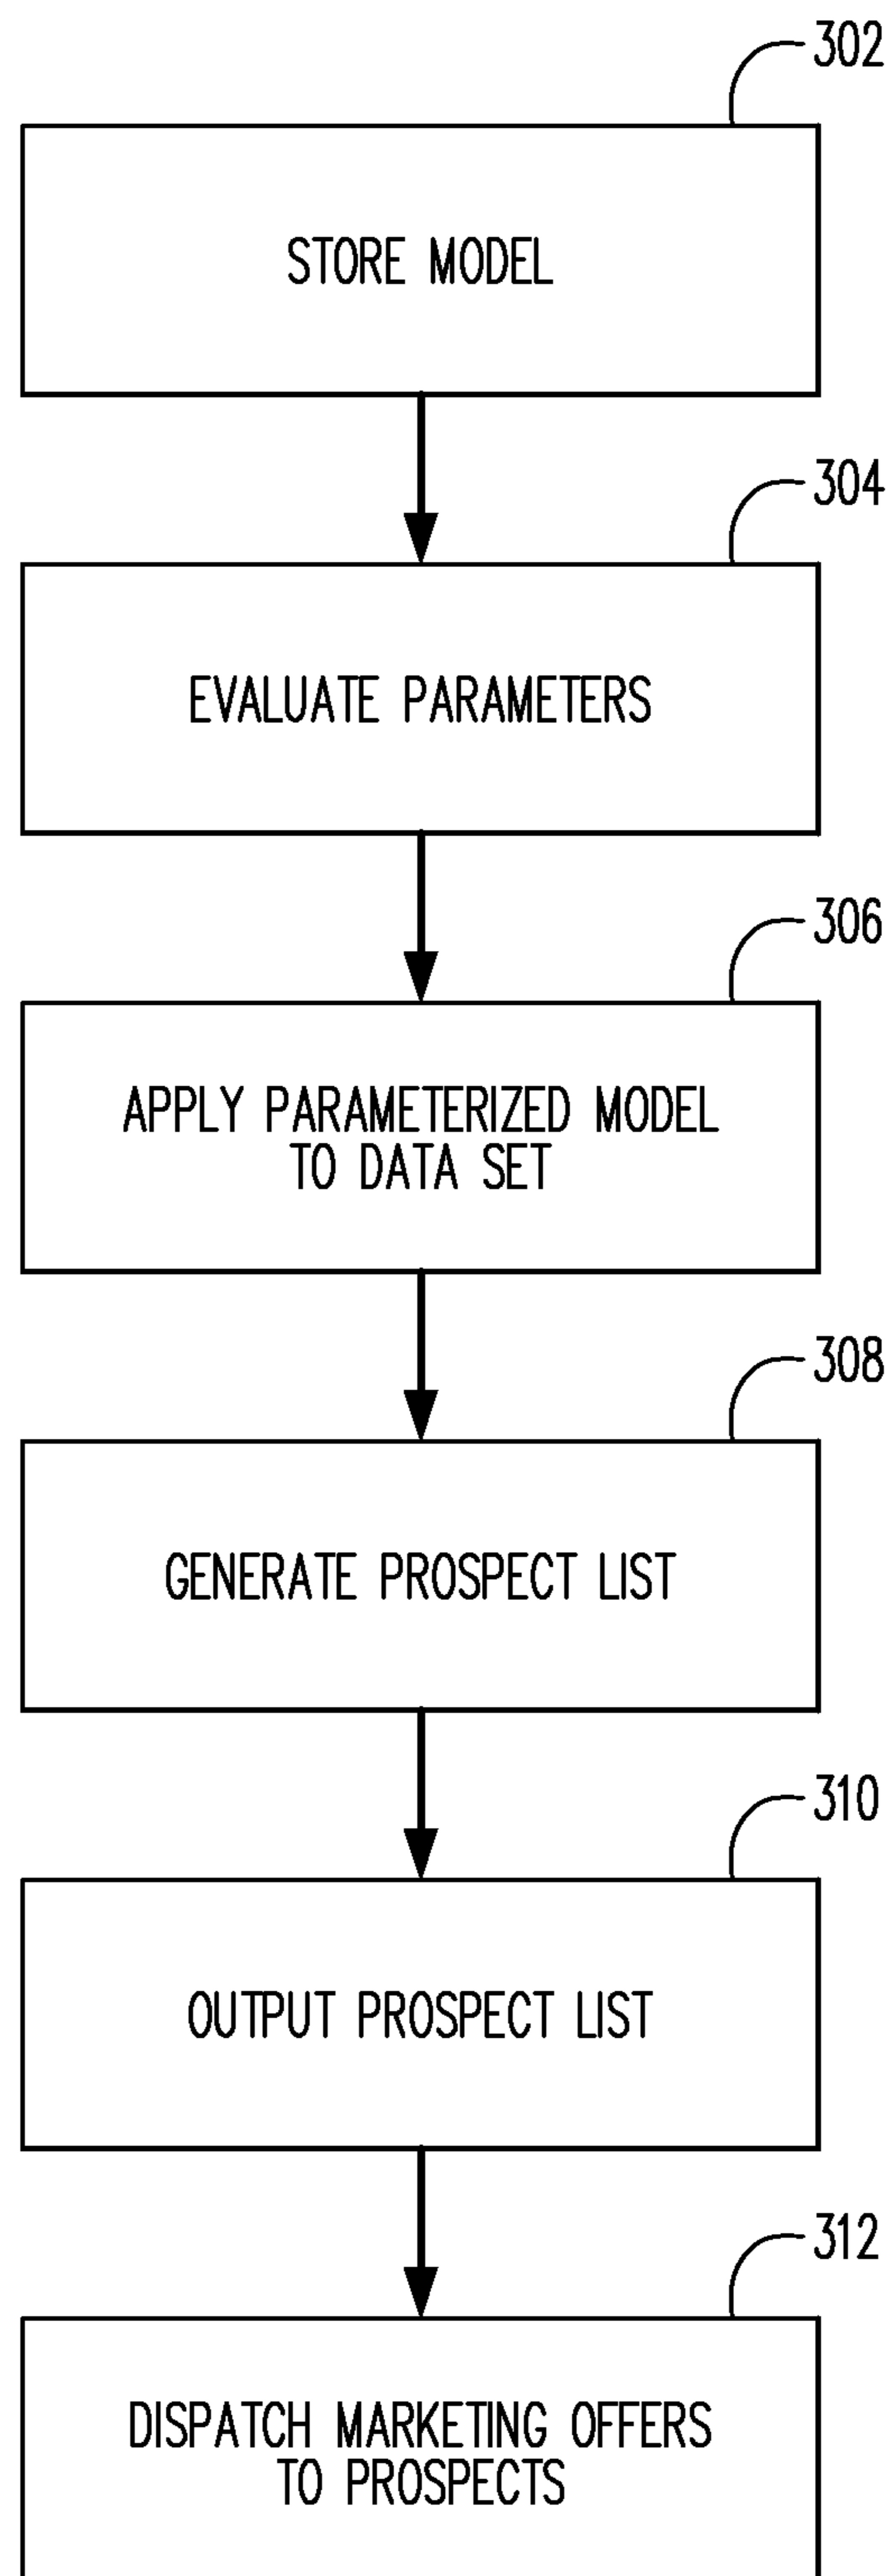 302
STORE MODEL
304
EVALUATE PARAMETERS
306
APPLY PARAMETERIZED MODEL
TO DATA SET
308
GENERATE PROSPECT LIST
310
OUTPUT PROSPECT LIST
312
DISPATCH MARKETING OFFERS
TO PROSPECTS